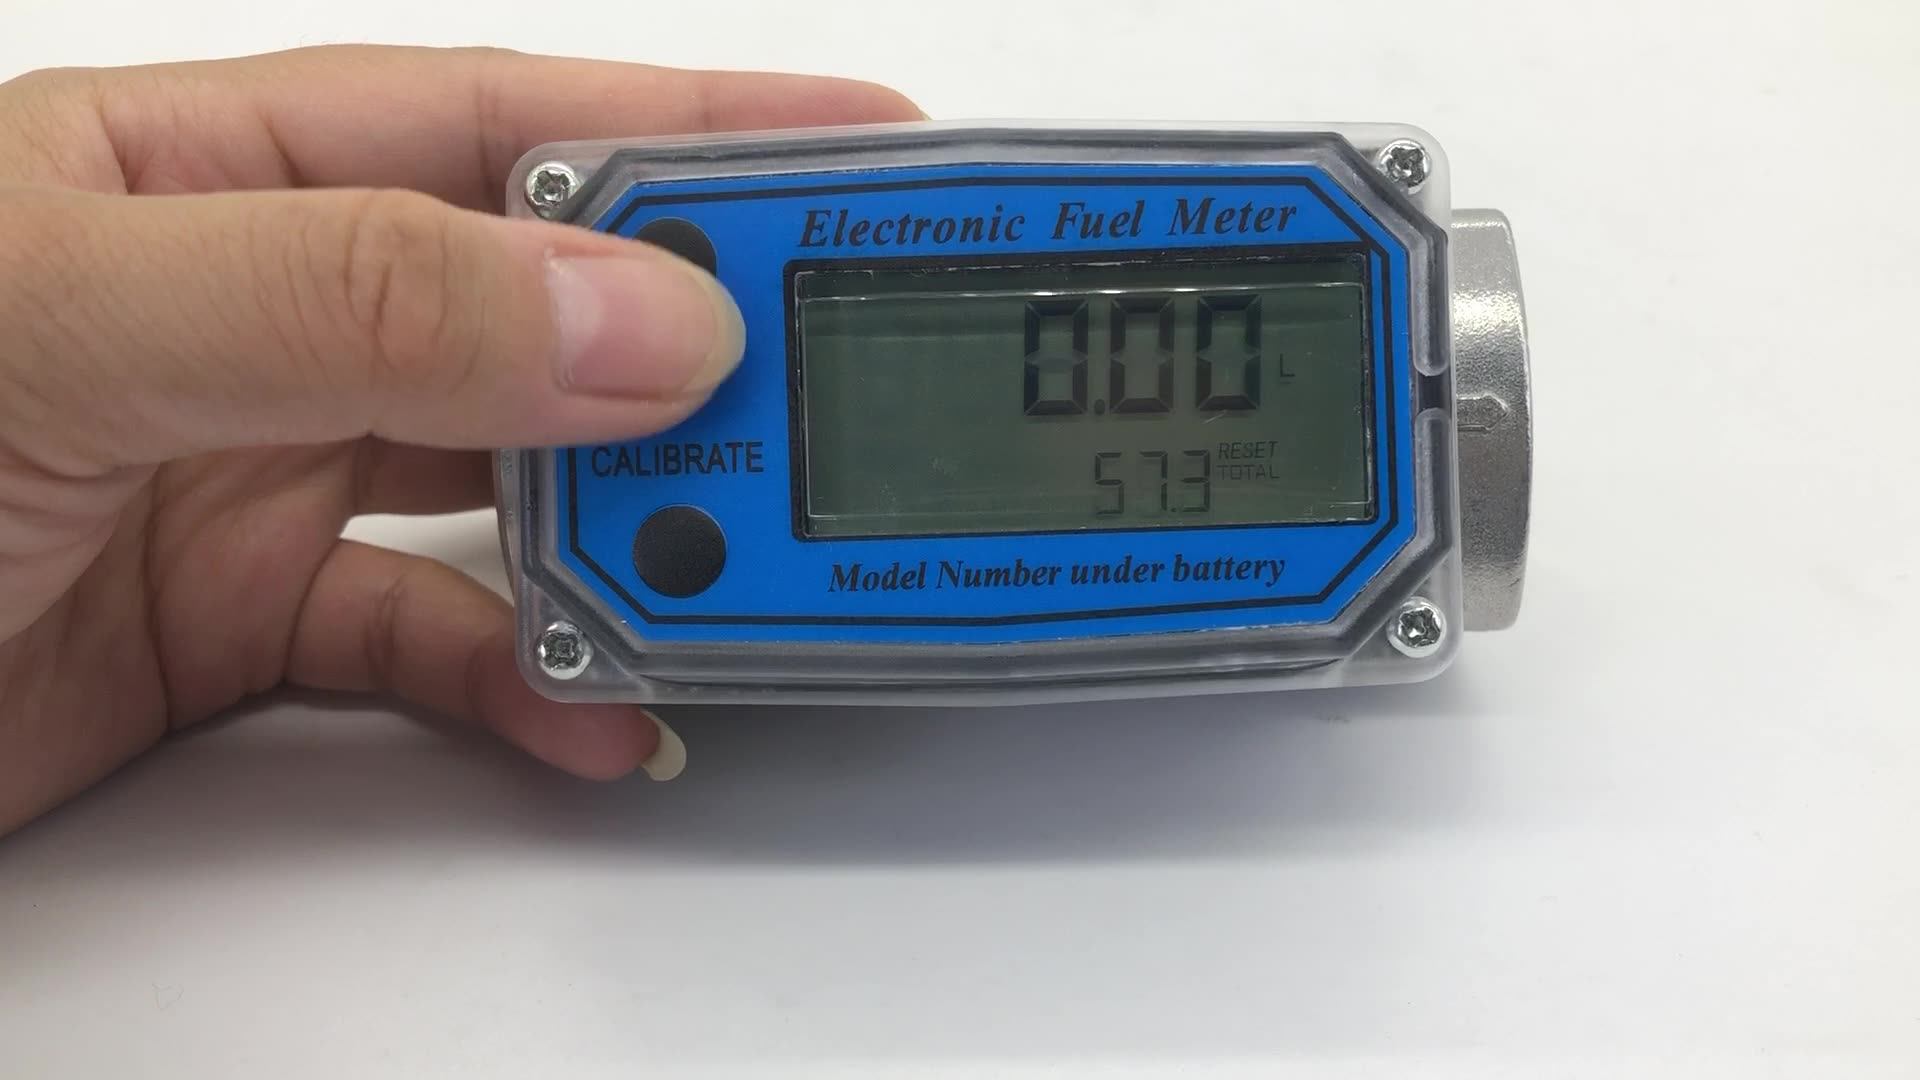 Electronic Fuel Meter
0.00 L
57.3 RESET
TOTAL
CALIBRATE
Model Number under battery